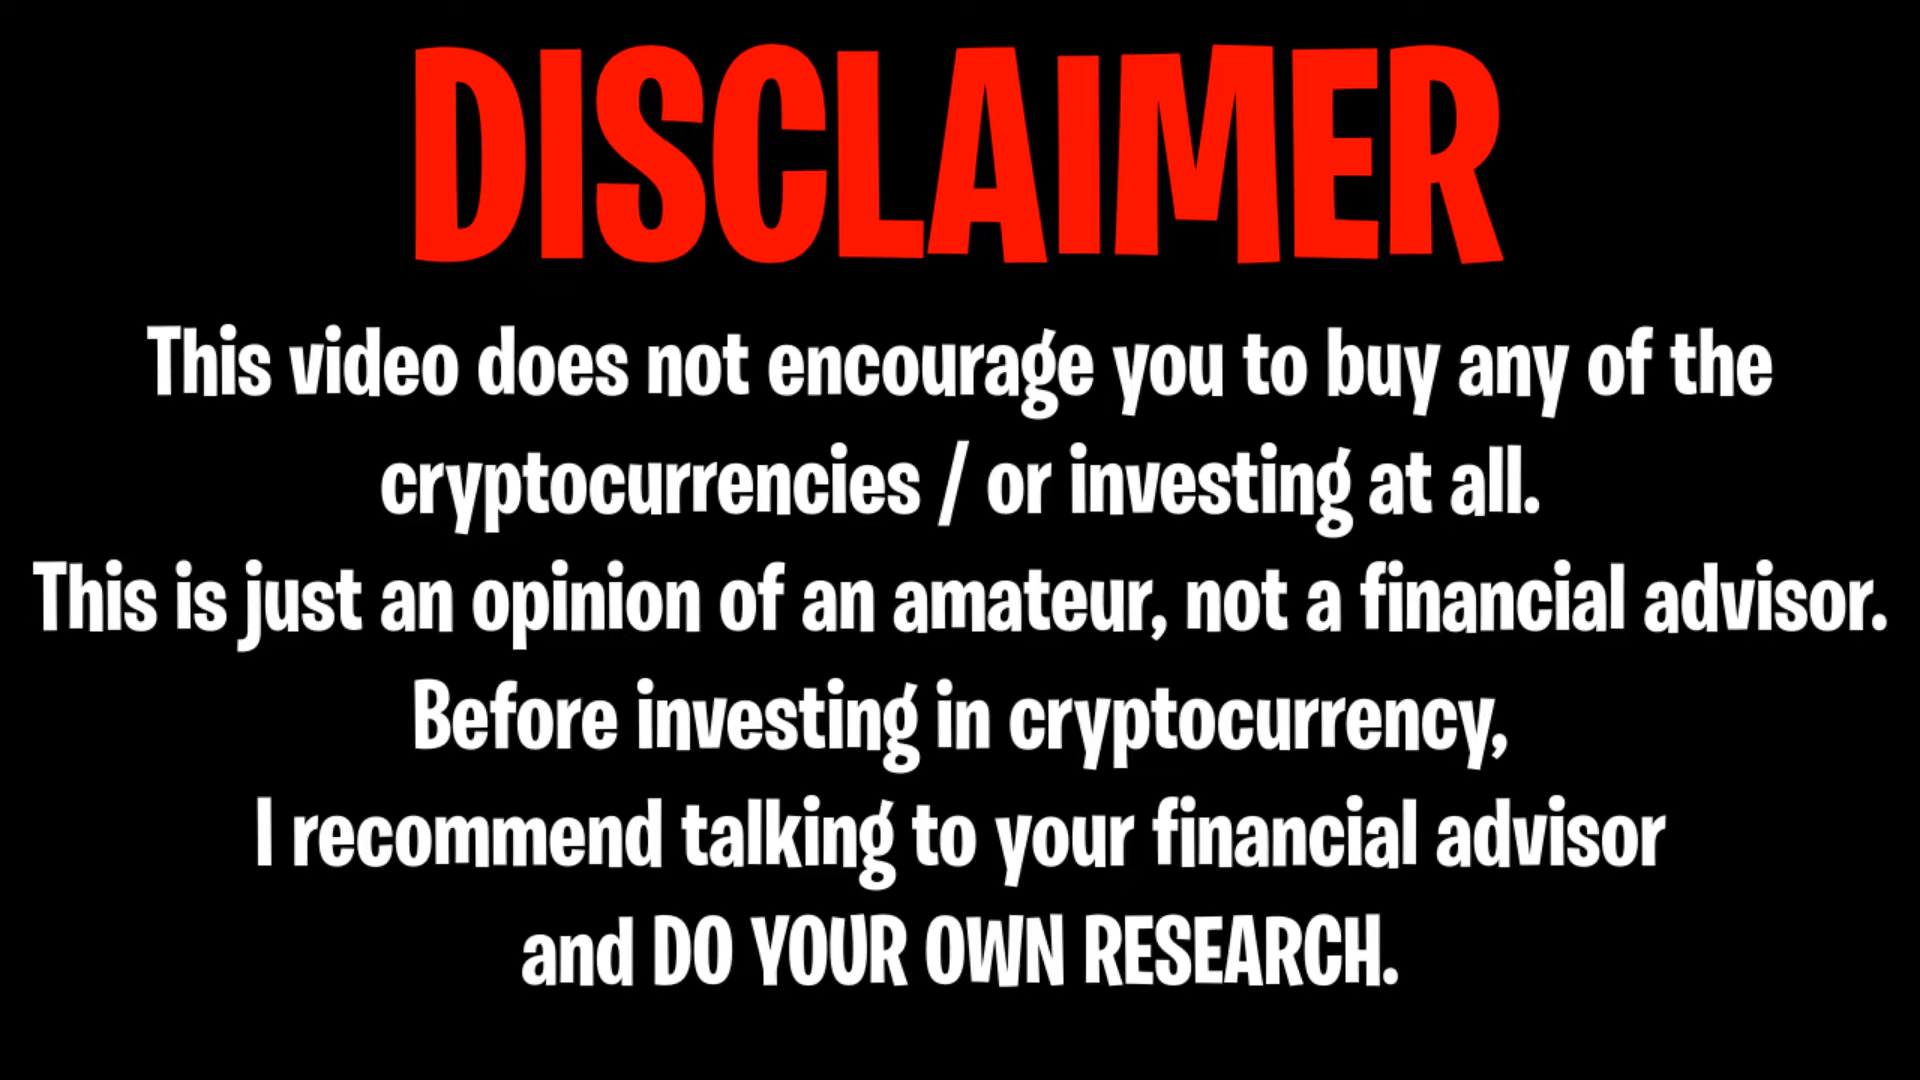 DISCLAIMER
This video does not encourage you to buy any of the
cryptocurrencies / or investing at all.
This is just an opinion of an amateur, not a financial advisor.
Before investing in cryptocurrency,
I recommend talking to your financial advisor
and DO YOUR OWN RESEARCH.